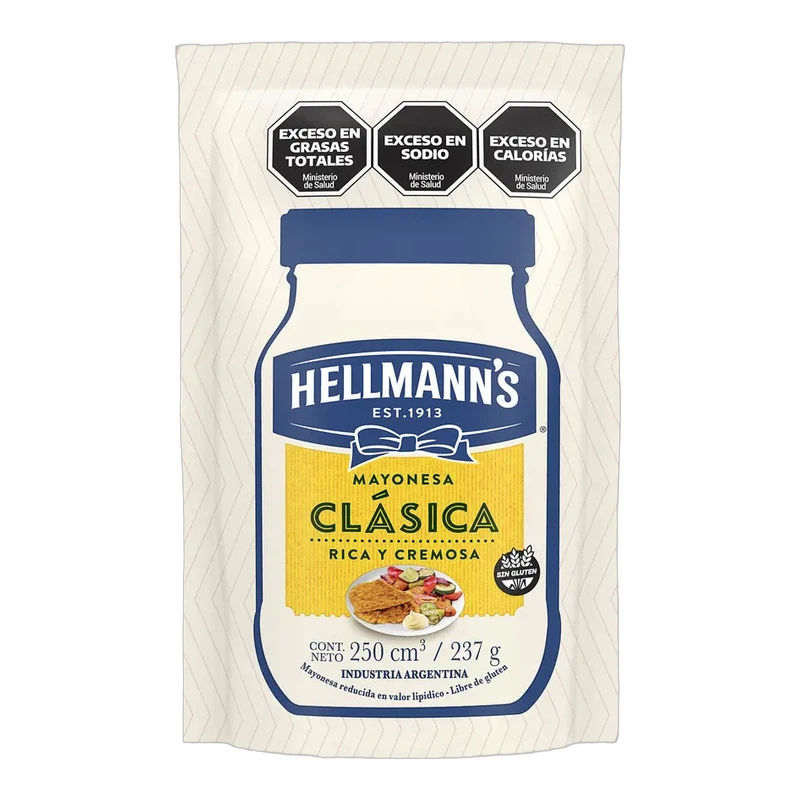 EXCESO EN
GRASAS
TOTALES
Ministerio
de Salud
EXCESO EN
SODIO
Ministerio
de Salud
EXCESO EN
CALORÍAS
Ministerio
de Salud
HELLMANN'S
EST.1913
®
MAYONESA
CLÁSICA
RICA Y CREMOSA
SIN GLUTEN
CONT.
NETO 250 cm³ / 237 g
INDUSTRIA ARGENTINA
Mayonesa reducida en valor lipídico - Libre de gluten